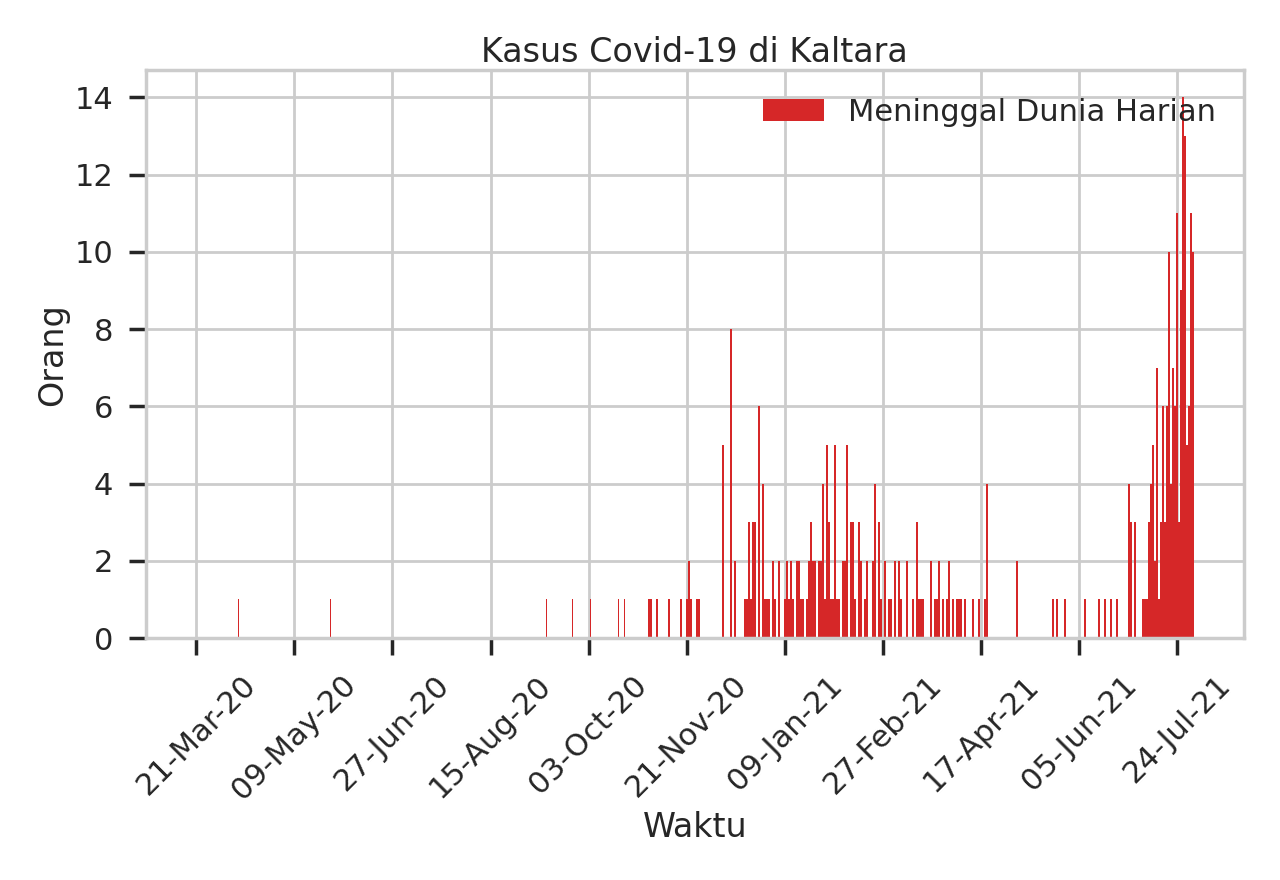 Kasus Covid-19 di Kaltara
Meninggal Dunia Harian
Orang
14
12
10
8
6
4
2
0
21-Mar-20
09-May-20
27-Jun-20
15-Aug-20
03-Oct-20
21-Nov-20
09-Jan-21
27-Feb-21
17-Apr-21
05-Jun-21
24-Jul-21
Waktu